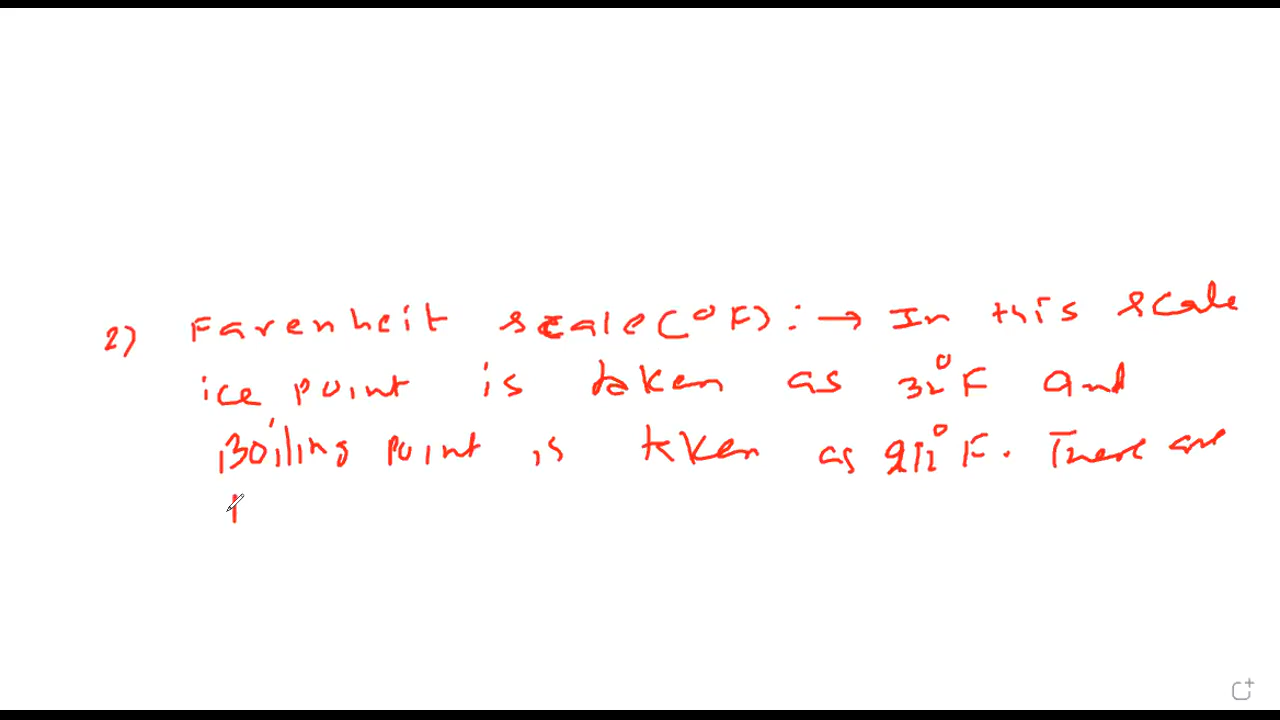 2) Farenheit scale (°F) : → In this scale
ice point is taken as 32°F and
Boiling point is taken as 212°F. There are
1